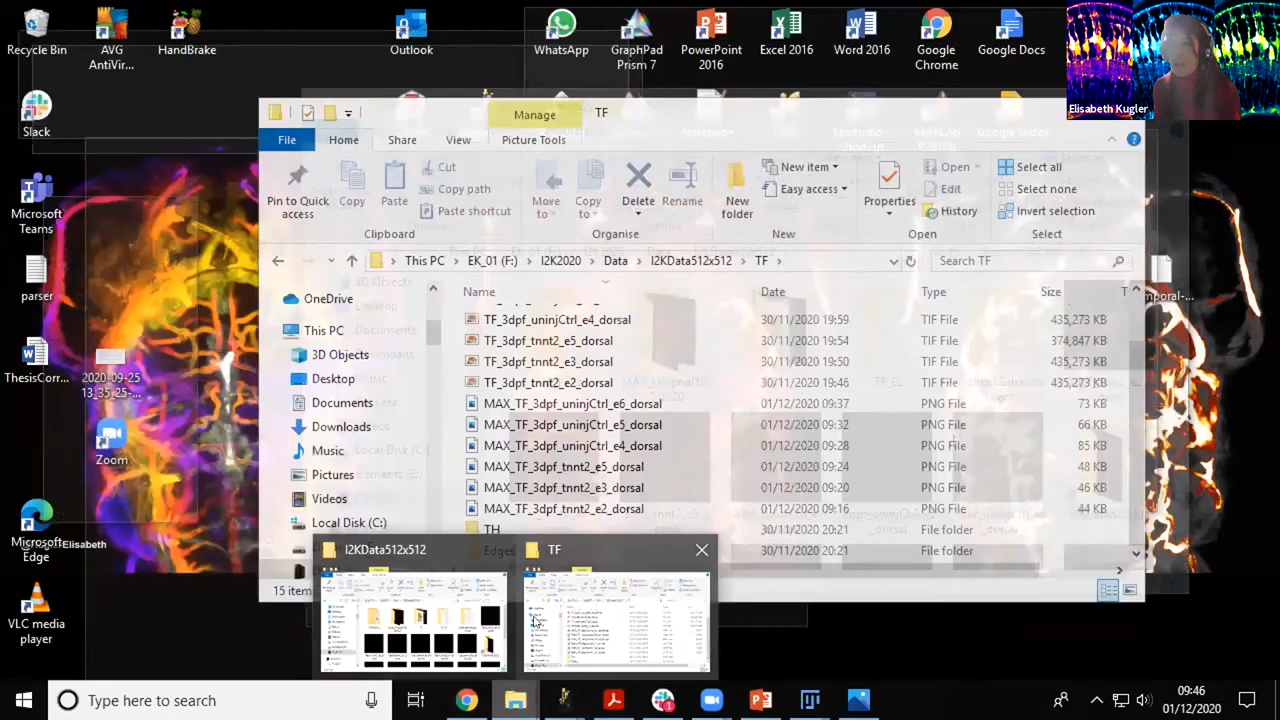 Recycle Bin
AVG AntiVir...
HandBrake
Outlook
WhatsApp
GraphPad Prism 7
PowerPoint 2016
Excel 2016
Word 2016
Google Chrome
Google Docs
Elisabeth Kugler
Slack
Microsoft Teams
parser
ThesisCorr...
2020-09-25
13_35_25-...
Zoom
Microsoft Edge
Elisabeth
VLC media player
Manage
TF
File
Home
Share
View
Picture Tools
Pin to Quick access
Copy
Paste
Cut
Copy path
Paste shortcut
Clipboard
Move to
Copy to
Delete
Rename
Organise
New folder
New item
Easy access
New
Properties
Open
Edit
History
Open
Select all
Select none
Invert selection
Select
This PC
EK_01 (F:)
I2K2020
Data
I2KData512x512
TF
Search TF
OneDrive
This PC
3D Objects
Desktop
Documents
Downloads
Music
Pictures
Videos
Local Disk (C:)
Name Date Type Size T
TF_3dpf_uninjCtrl_e4_dorsal 30/11/2020 19:59 TIF File 435,273 KB
TF_3dpf_tnnt2_e5_dorsal 30/11/2020 19:54 TIF File 374,847 KB
TF_3dpf_tnnt2_e3_dorsal 30/11/2020 19:50 TIF File 435,273 KB
TF_3dpf_tnnt2_e2_dorsal 30/11/2020 19:46 TIF File 435,273 KB
MAX_TF_3dpf_uninjCtrl_e6_dorsal 01/12/2020 09:37 PNG File 73 KB
MAX_TF_3dpf_uninjCtrl_e5_dorsal 01/12/2020 09:32 PNG File 66 KB
MAX_TF_3dpf_uninjCtrl_e4_dorsal 01/12/2020 09:28 PNG File 85 KB
MAX_TF_3dpf_tnnt2_e5_dorsal 01/12/2020 09:24 PNG File 48 KB
MAX_TF_3dpf_tnnt2_e3_dorsal 01/12/2020 09:20 PNG File 46 KB
MAX_TF_3dpf_tnnt2_e2_dorsal 01/12/2020 09:16 PNG File 44 KB
TH 30/11/2020 20:21 File folder
Edges 30/11/2020 20:21 File folder
15 item
I2KData512x512
TF
Type here to search
09:46
01/12/2020